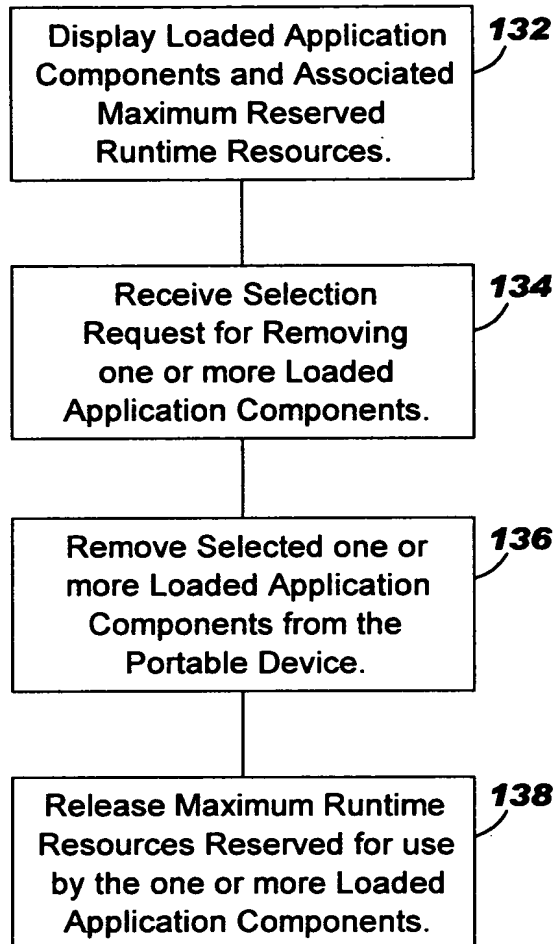 Display Loaded Application
Components and Associated
Maximum Reserved
Runtime Resources.
132
Receive Selection
Request for Removing
one or more Loaded
Application Components.
134
Remove Selected one or
more Loaded Application
Components from the
Portable Device.
136
Release Maximum Runtime
Resources Reserved for use
by the one or more Loaded
Application Components.
138